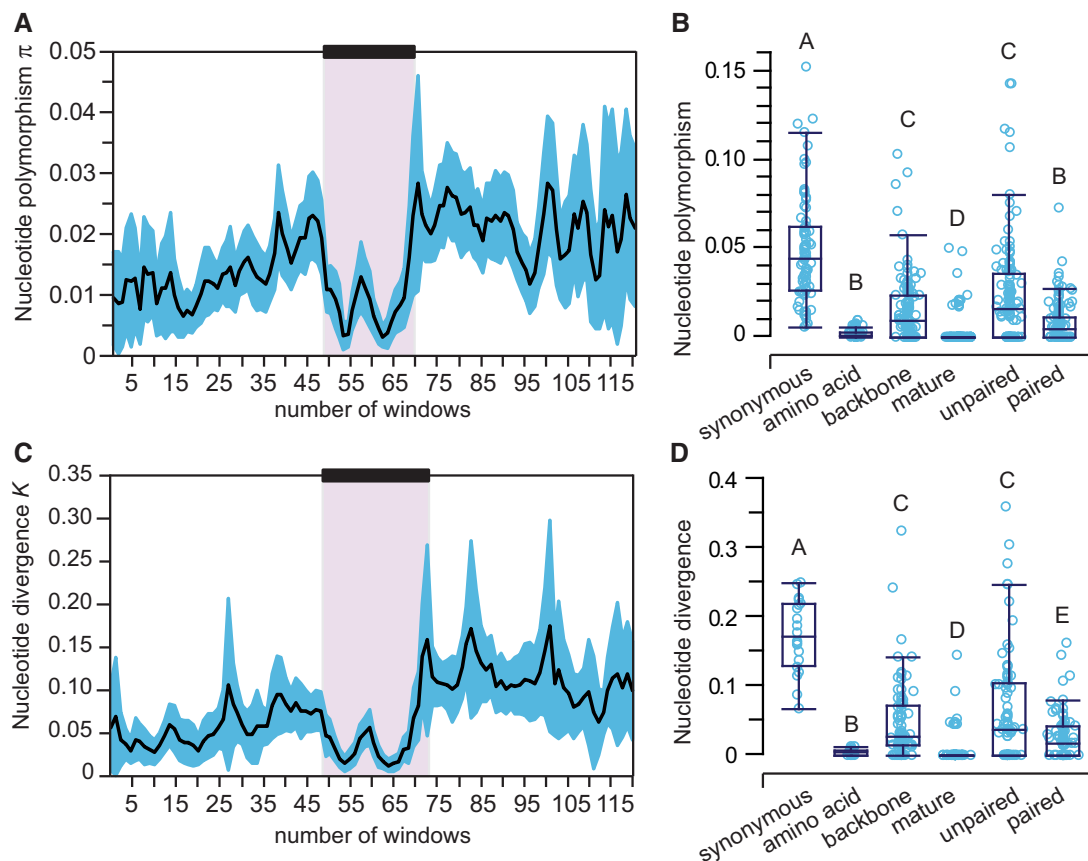 A
Nucleotide polymorphism π
0.05
0.04
0.03
0.02
0.01
0
5 15 25 35 45 55 65 75 85 95 105 115
number of windows
B
Nucleotide polymorphism
0.15
0.10
0.05
0
A
B
C
D
C
B
synonymous
amino acid
backbone
mature
unpaired
paired
C
Nucleotide divergence K
0.35
0.30
0.25
0.20
0.15
0.10
0.05
0
5 15 25 35 45 55 65 75 85 95 105 115
number of windows
D
Nucleotide divergence
0.4
0.3
0.2
0.1
0
A
B
C
D
C
E
synonymous
amino acid
backbone
mature
unpaired
paired